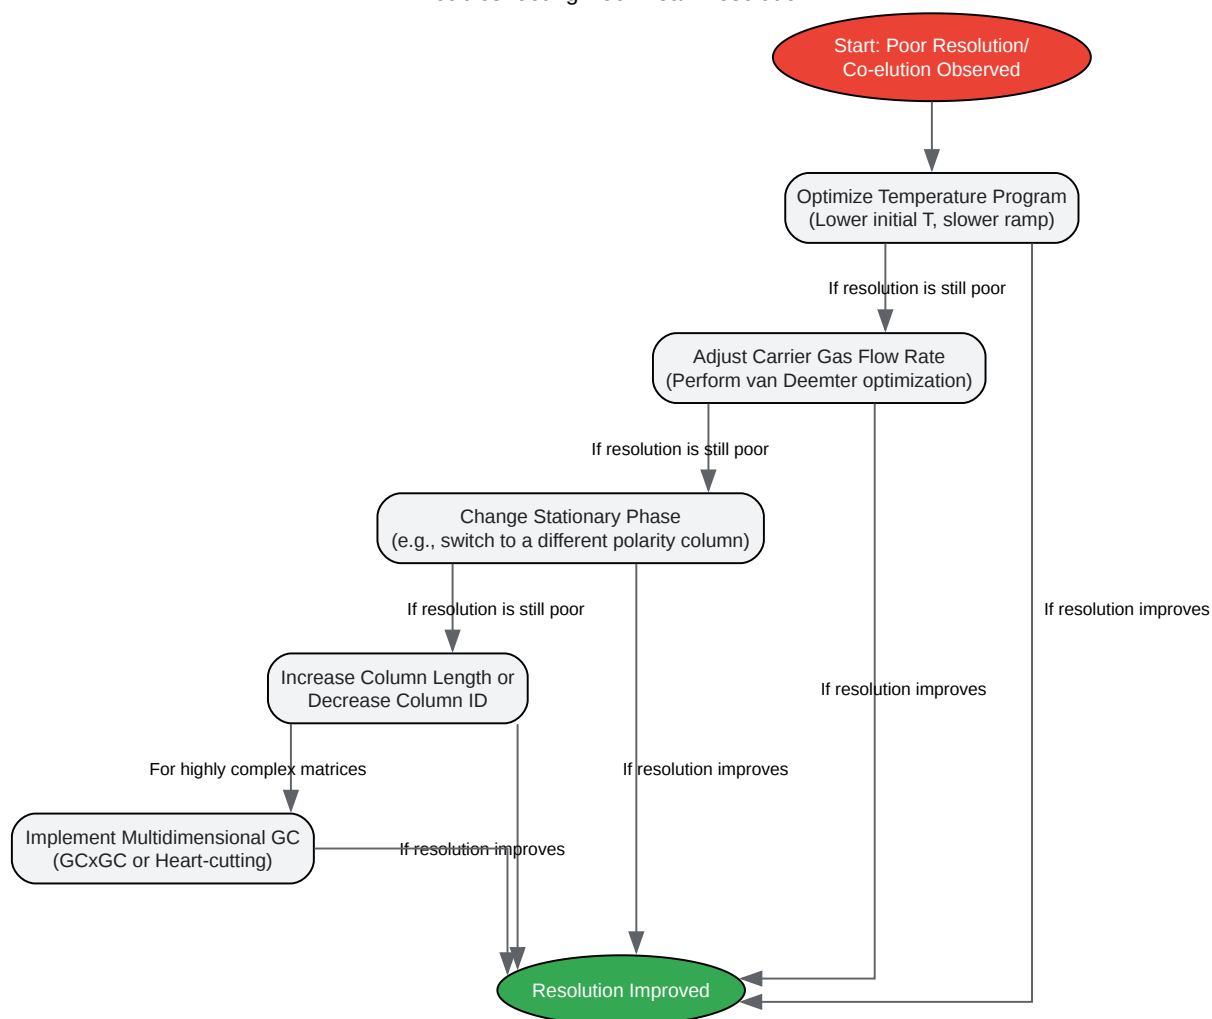 Start: Poor Resolution/
Co-elution Observed
Optimize Temperature Program
(Lower initial T, slower ramp)
If resolution is still poor
Adjust Carrier Gas Flow Rate
(Perform van Deemter optimization)
If resolution is still poor
Change Stationary Phase
(e.g., switch to a different polarity column)
If resolution is still poor
If resolution improves
Increase Column Length or
Decrease Column ID
If resolution improves
For highly complex matrices
If resolution improves
Implement Multidimensional GC
(GCxGC or Heart-cutting)
If resolution improves
Resolution Improved